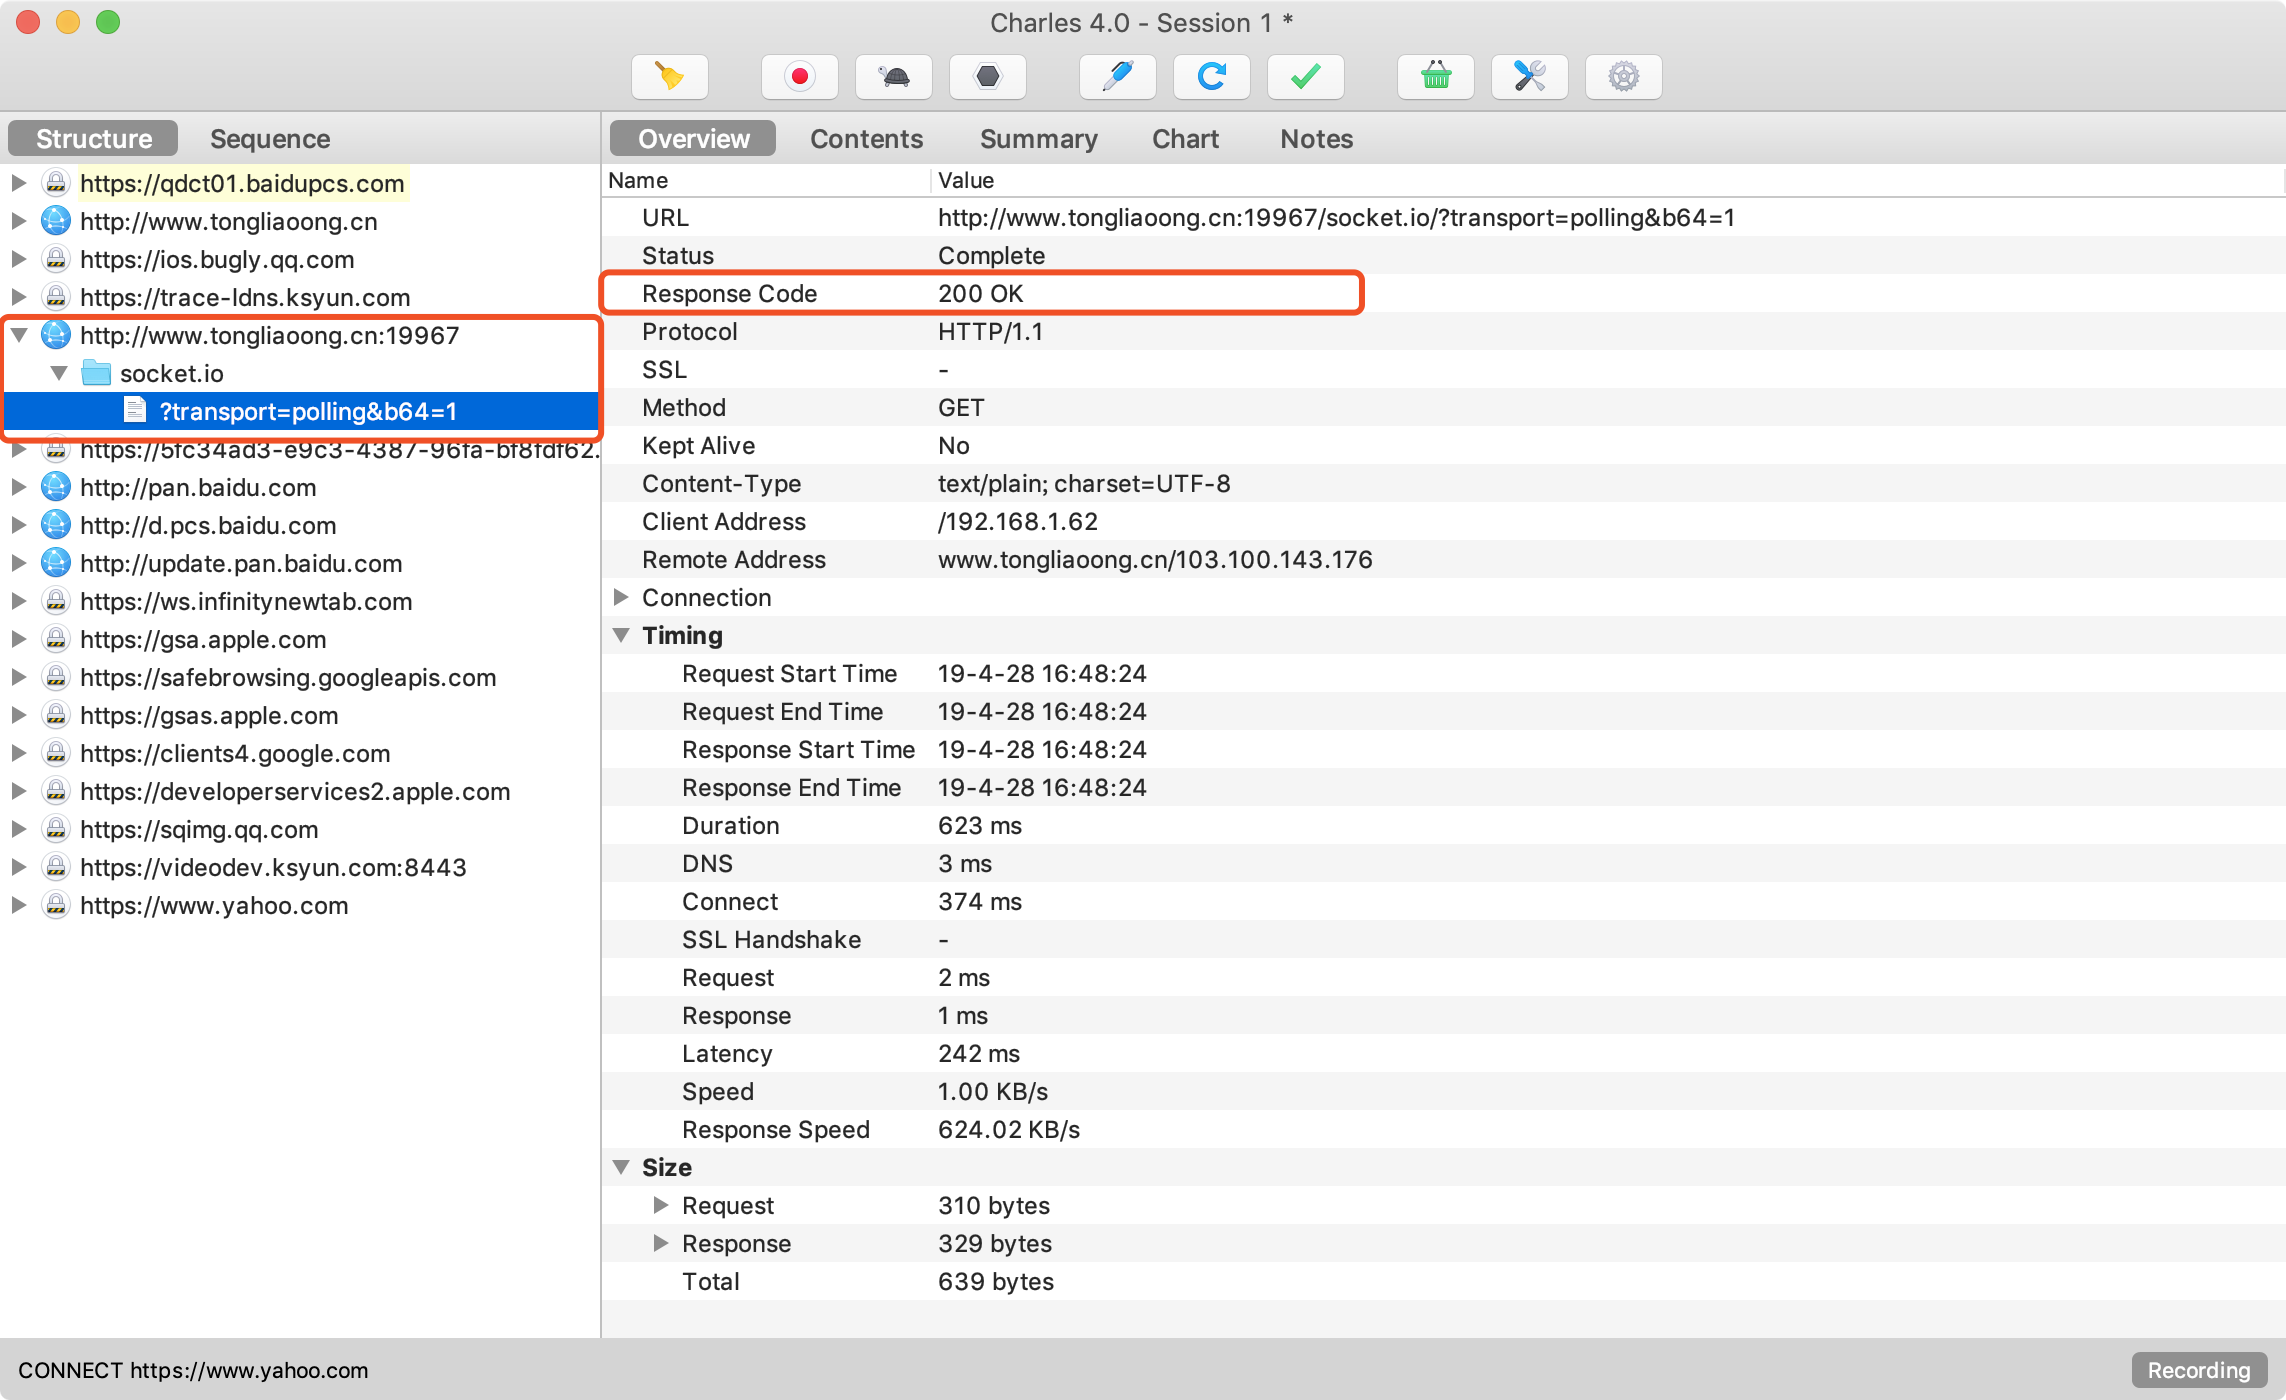 Charles 4.0 - Session 1 *
Structure
Sequence
https://qdct01.baidupcs.com
http://www.tongliaoong.cn
https://ios.bugly.qq.com
https://trace-ldns.ksyun.com
http://www.tongliaoong.cn:19967
socket.io
?transport=polling&b64=1
https://5fc34ad3-e9c3-4387-96fa-bf8fdf62.
http://pan.baidu.com
http://d.pcs.baidu.com
http://update.pan.baidu.com
https://ws.infinitynewtab.com
https://gsa.apple.com
https://safebrowsing.googleapis.com
https://gsas.apple.com
https://clients4.google.com
https://developerservices2.apple.com
https://sqimg.qq.com
https://videodev.ksyun.com:8443
https://www.yahoo.com
Overview
Contents
Summary
Chart
Notes
Name Value
URL http://www.tongliaoong.cn:19967/socket.io/?transport=polling&b64=1
Status Complete
Response Code 200 OK
Protocol HTTP/1.1
SSL -
Method GET
Kept Alive No
Content-Type text/plain; charset=UTF-8
Client Address /192.168.1.62
Remote Address www.tongliaoong.cn/103.100.143.176
Connection
Timing
Request Start Time 19-4-28 16:48:24
Request End Time 19-4-28 16:48:24
Response Start Time 19-4-28 16:48:24
Response End Time 19-4-28 16:48:24
Duration 623 ms
DNS 3 ms
Connect 374 ms
SSL Handshake -
Request 2 ms
Response 1 ms
Latency 242 ms
Speed 1.00 KB/s
Response Speed 624.02 KB/s
Size
Request 310 bytes
Response 329 bytes
Total 639 bytes
CONNECT https://www.yahoo.com
Recording